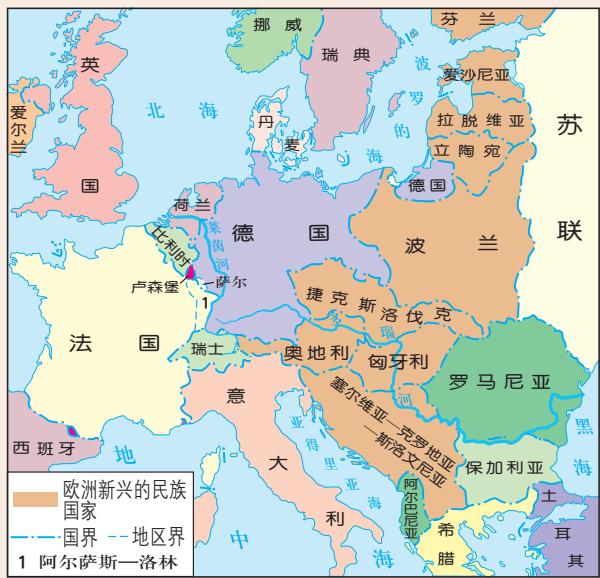 挪威
芬兰
瑞典
英国
爱沙尼亚
波罗的海
北海
爱尔兰
丹麦
拉脱维亚
立陶宛
苏联
德国
荷兰
莱茵河
德国
波兰
比利时
卢森堡
萨尔
1
捷克斯洛伐克
多瑙河
法国
瑞士
奥地利
匈牙利
罗马尼亚
意大利
塞尔维亚—克罗地亚
—斯洛文尼亚
亚得里亚海
黑海
西班牙
地中海
保加利亚
阿尔巴尼亚
希腊
土耳其
欧洲新兴的民族
国家
国界
地区界
1 阿尔萨斯—洛林